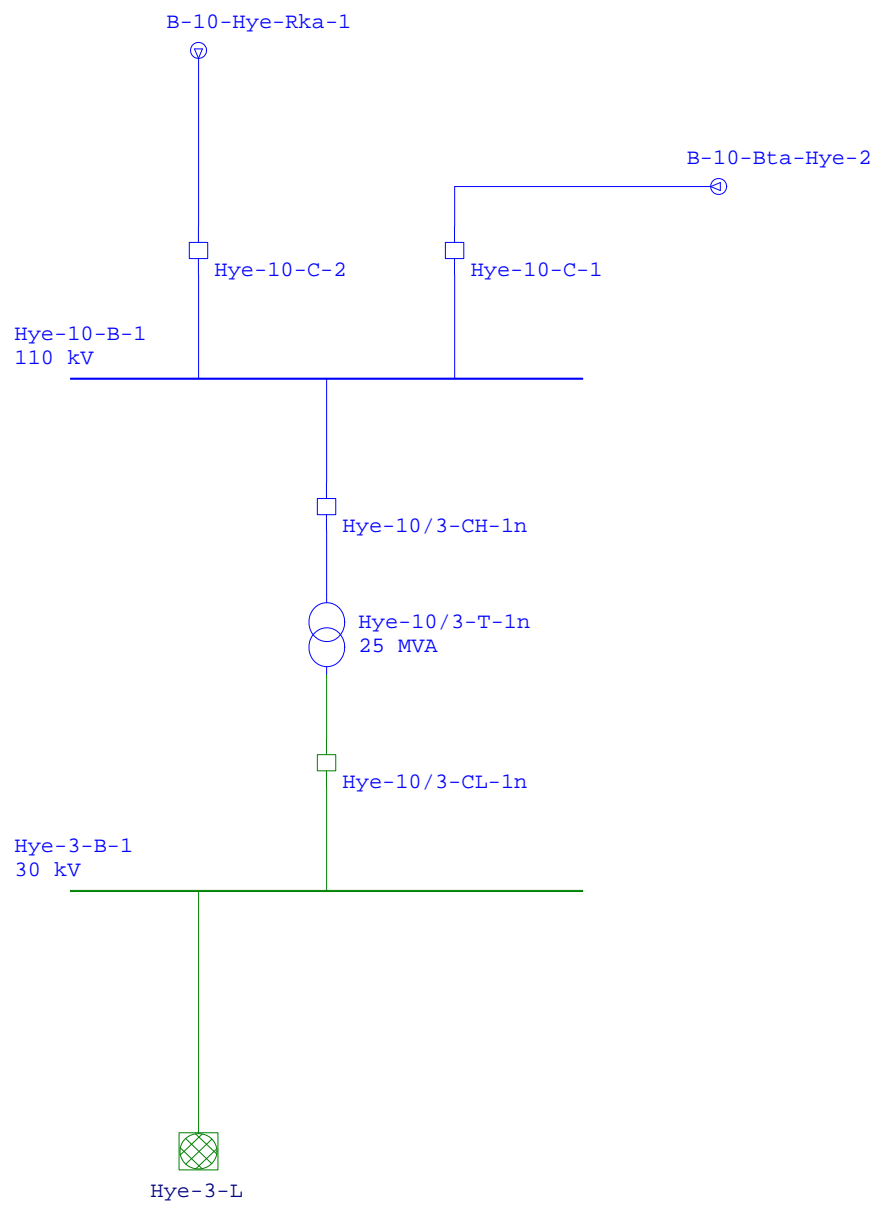 B-10-Hye-Rka-1
B-10-Bta-Hye-2
Hye-10-C-2
Hye-10-C-1
Hye-10-B-1
110 kV
Hye-10/3-CH-1n
Hye-10/3-T-1n
25 MVA
Hye-10/3-CL-1n
Hye-3-B-1
30 kV
Hye-3-L